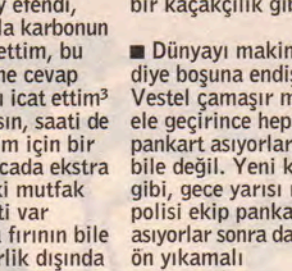 efendi,
la karbonun
ettim, bu
ne cevap
icat ettim³
sın, saati de
m için bir
cada ekstra
ki mutfak
ti var
fırının bile
rlik dışında
bir kaçakçılık gib
■ Dünyayı makin
diye boşuna endiş
Vestel çamaşır m
ele geçirince hep
pankart asıyorlar
bile değil. Yeni k
gibi, gece yarısı
polisi ekip panka
asıyorlar sonra da
ön yıkamalı